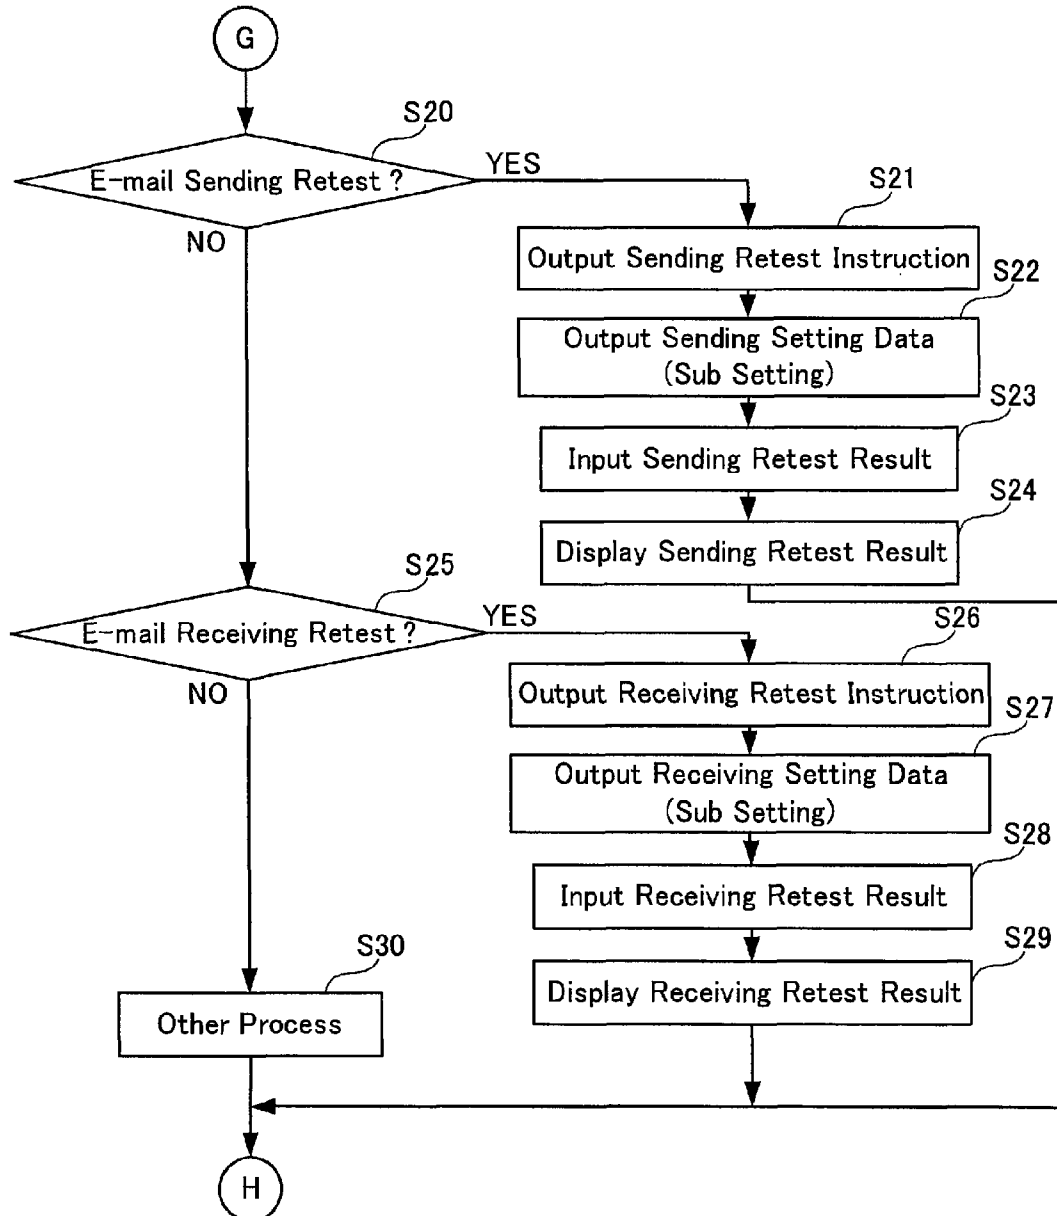 G
S20
E-mail Sending Retest ?
YES
NO
S21
Output Sending Retest Instruction
S22
Output Sending Setting Data
(Sub Setting)
S23
Input Sending Retest Result
S24
Display Sending Retest Result
S25
E-mail Receiving Retest ?
YES
NO
S26
Output Receiving Retest Instruction
S27
Output Receiving Setting Data
(Sub Setting)
S28
Input Receiving Retest Result
S29
Display Receiving Retest Result
S30
Other Process
H